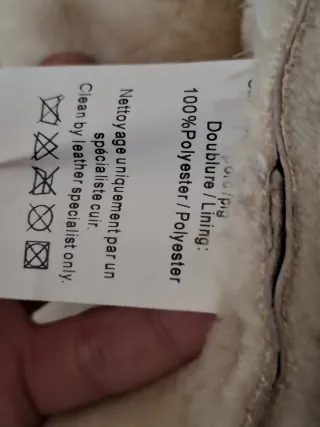 Doublure / Lining:
100%Polyester / Polyester
Nettoyage uniquement par un
spécialiste cuir.
Clean by leather specialist only.